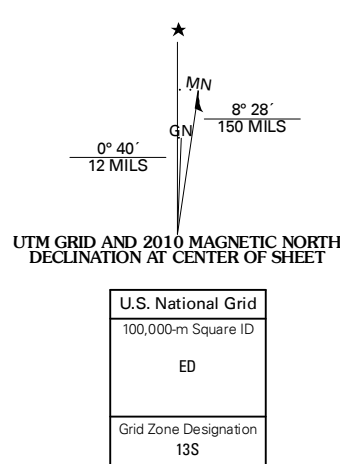 MN
8° 28´
150 MILS
GN
0° 40´
12 MILS
UTM GRID AND 2010 MAGNETIC NORTH
DECLINATION AT CENTER OF SHEET
U.S. National Grid
100,000-m Square ID
ED
Grid Zone Designation
13S